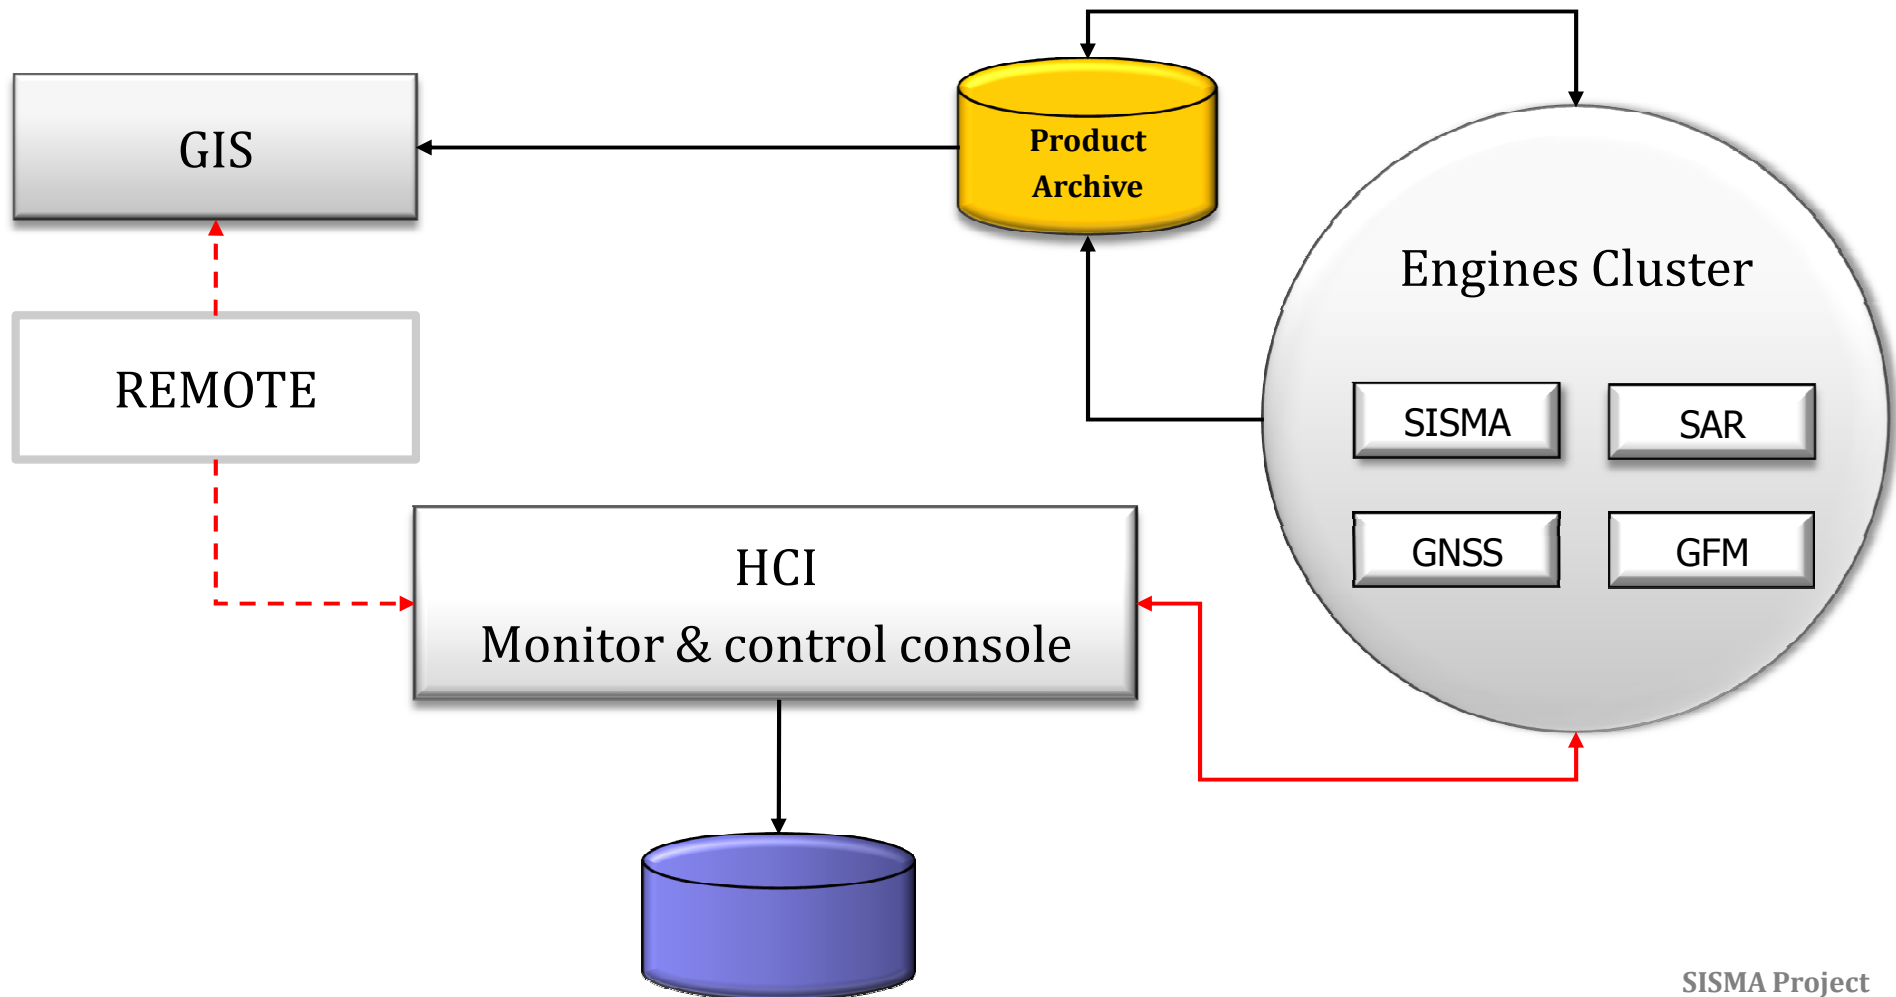 GIS
Product
Archive
Engines Cluster
REMOTE
SISMA
SAR
GNSS
GFM
HCI
Monitor & control console
SISMA Project